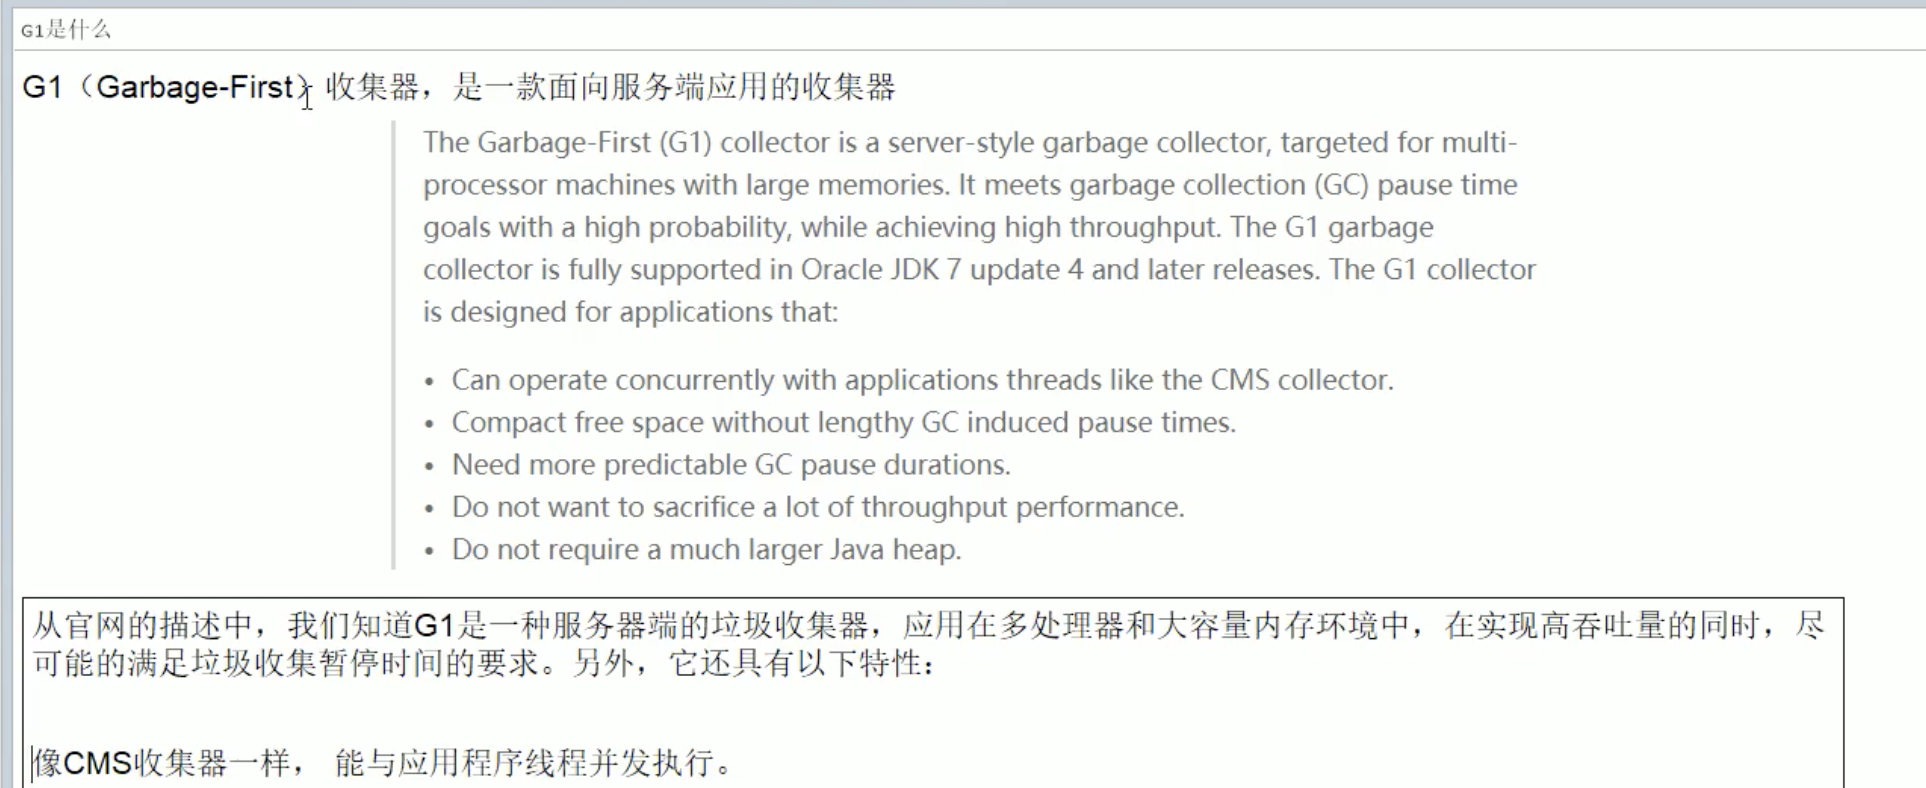 G1是什么
G1（Garbage-First）收集器，是一款面向服务端应用的收集器
The Garbage-First (G1) collector is a server-style garbage collector, targeted for multi-
processor machines with large memories. It meets garbage collection (GC) pause time
goals with a high probability, while achieving high throughput. The G1 garbage
collector is fully supported in Oracle JDK 7 update 4 and later releases. The G1 collector
is designed for applications that:
• Can operate concurrently with applications threads like the CMS collector.
• Compact free space without lengthy GC induced pause times.
• Need more predictable GC pause durations.
• Do not want to sacrifice a lot of throughput performance.
• Do not require a much larger Java heap.
从官网的描述中，我们知道G1是一种服务器端的垃圾收集器，应用在多处理器和大容量内存环境中，在实现高吞吐量的同时，尽
可能的满足垃圾收集暂停时间的要求。另外，它还具有以下特性：
像CMS收集器一样， 能与应用程序线程并发执行。